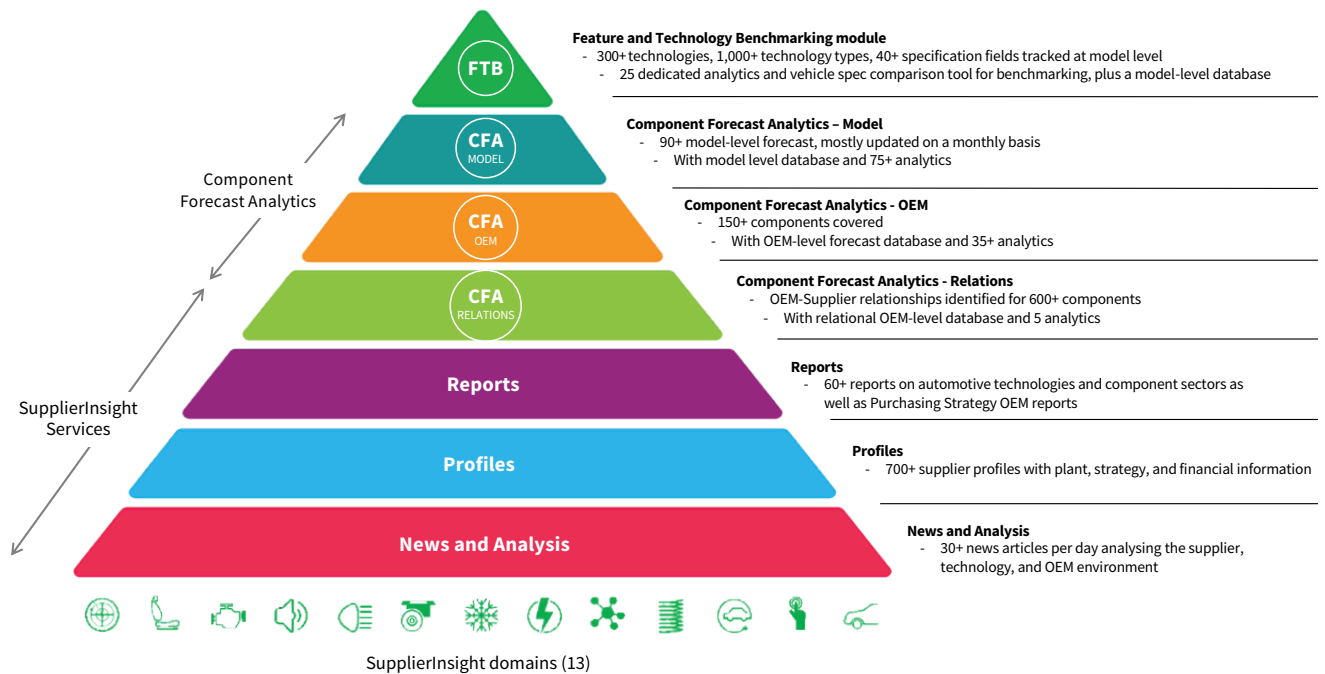 FTB
Feature and Technology Benchmarking module
- 300+ technologies, 1,000+ technology types, 40+ specification fields tracked at model level
- 25 dedicated analytics and vehicle spec comparison tool for benchmarking, plus a model-level database
CFA
MODEL
Component Forecast Analytics – Model
- 90+ model-level forecast, mostly updated on a monthly basis
- With model level database and 75+ analytics
Component
Forecast Analytics
CFA
OEM
Component Forecast Analytics - OEM
- 150+ components covered
- With OEM-level forecast database and 35+ analytics
CFA
RELATIONS
Component Forecast Analytics - Relations
- OEM-Supplier relationships identified for 600+ components
- With relational OEM-level database and 5 analytics
Reports
Reports
- 60+ reports on automotive technologies and component sectors as
well as Purchasing Strategy OEM reports
SupplierInsight
Services
Profiles
Profiles
- 700+ supplier profiles with plant, strategy, and financial information
News and Analysis
News and Analysis
- 30+ news articles per day analysing the supplier,
technology, and OEM environment
SupplierInsight domains (13)